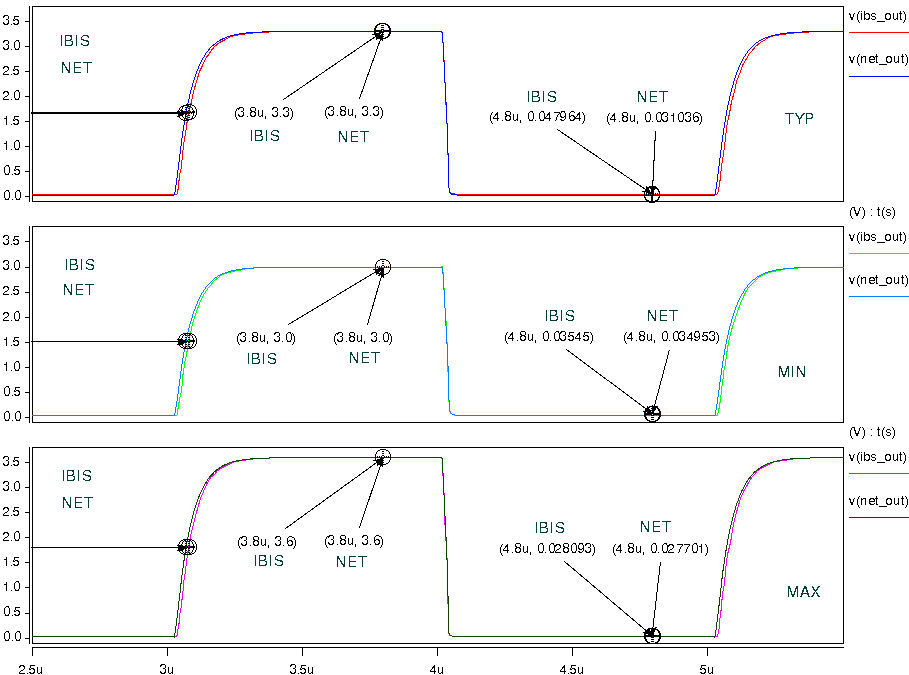 3.5
3.0
2.5
2.0
1.5
1.0
0.5
0.0
IBIS
NET
(3.8u, 3.3) (3.8u, 3.3)
IBIS NET
IBIS NET
(4.8u, 0.047964) (4.8u, 0.031036)
TYP
v(ibs_out)
v(net_out)
(V) : t(s)
3.5
3.0
2.5
2.0
1.5
1.0
0.5
0.0
IBIS
NET
(3.8u, 3.0) (3.8u, 3.0)
IBIS NET
IBIS NET
(4.8u, 0.03545) (4.8u, 0.034953)
MIN
v(ibs_out)
v(net_out)
(V) : t(s)
3.5
3.0
2.5
2.0
1.5
1.0
0.5
0.0
IBIS
NET
(3.8u, 3.6) (3.8u, 3.6)
IBIS NET
IBIS NET
(4.8u, 0.028093) (4.8u, 0.027701)
MAX
v(ibs_out)
v(net_out)
2.5u 3u 3.5u 4u 4.5u 5u